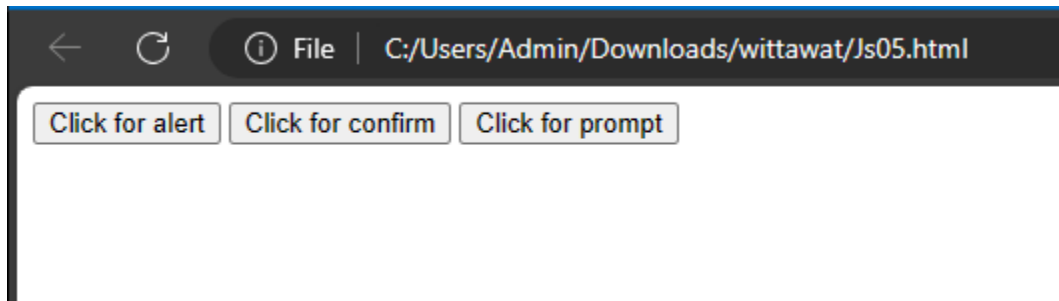 File C:/Users/Admin/Downloads/wittawat/Js05.html
Click for alert Click for confirm Click for prompt